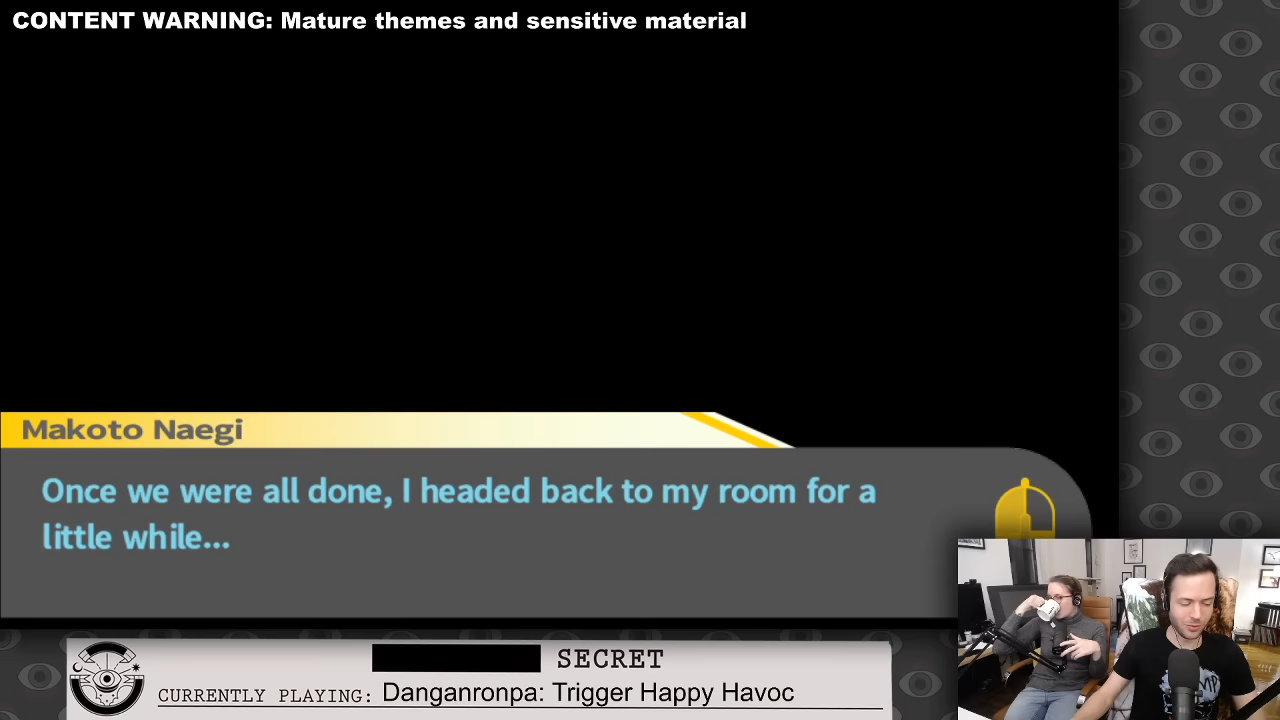 CONTENT WARNING: Mature themes and sensitive material
Makoto Naegi
Once we were all done, I headed back to my room for a
little while...
SECRET
CURRENTLY PLAYING: Danganronpa: Trigger Happy Havoc